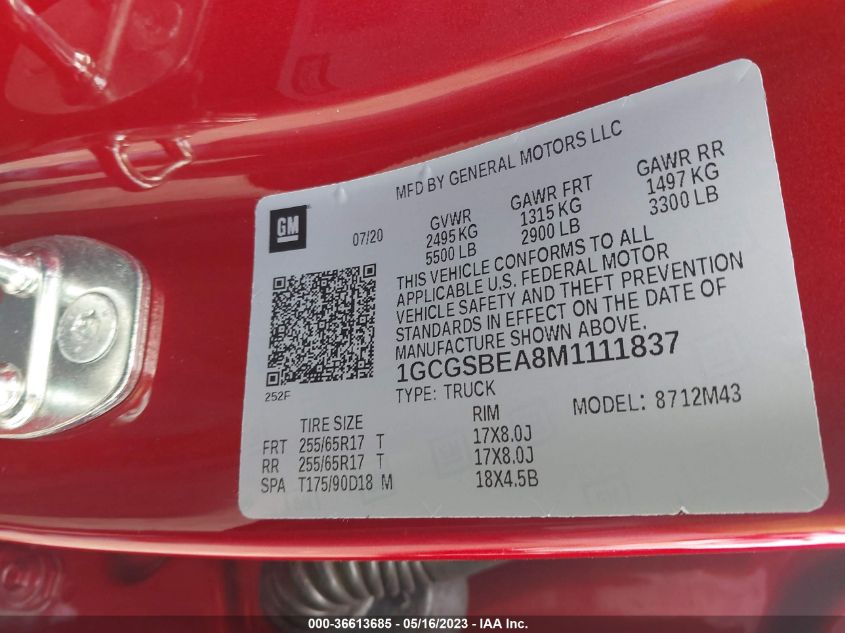 MFD BY GENERAL MOTORS LLC
GM
07/20
GVWR
2495 KG
5500 LB
GAWR FRT
1315 KG
2900 LB
GAWR RR
1497 KG
3300 LB
THIS VEHICLE CONFORMS TO ALL
APPLICABLE U.S. FEDERAL MOTOR
VEHICLE SAFETY AND THEFT PREVENTION
STANDARDS IN EFFECT ON THE DATE OF
MANUFACTURE SHOWN ABOVE.
1GCGSBEA8M1111837
252F
TYPE: TRUCK
MODEL: 8712M43
TIRE SIZE RIM
FRT 255/65R17 T 17X8.0J
RR 255/65R17 T 17X8.0J
SPA T175/90D18 M 18X4.5B
000-36613685 - 05/16/2023 - IAA Inc.